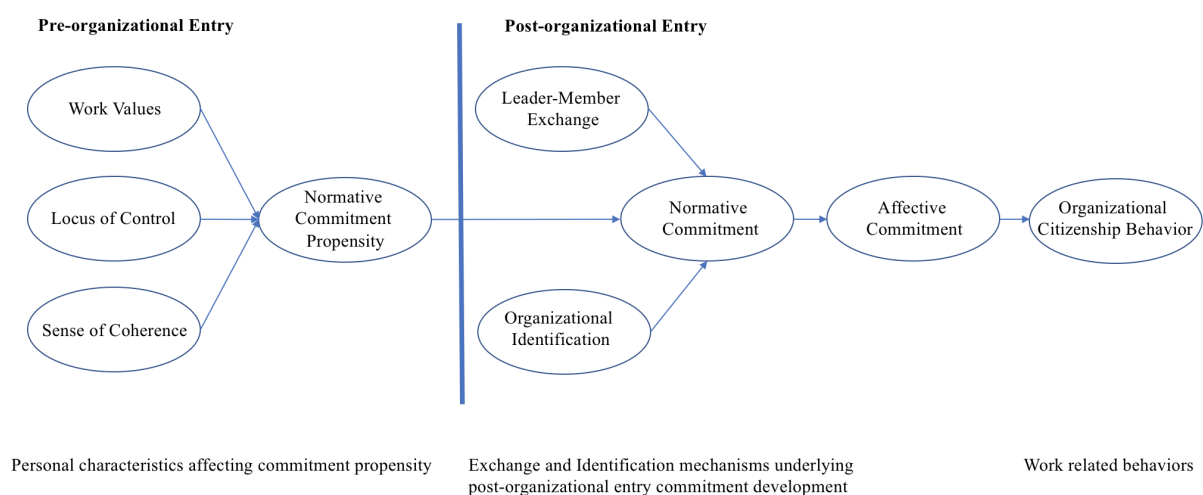 Pre-organizational Entry
Post-organizational Entry
Work Values
Locus of Control
Sense of Coherence
Normative
Commitment
Propensity
Leader-Member
Exchange
Organizational
Identification
Normative
Commitment
Affective
Commitment
Organizational
Citizenship Behavior
Personal characteristics affecting commitment propensity
Exchange and Identification mechanisms underlying
post-organizational entry commitment development
Work related behaviors